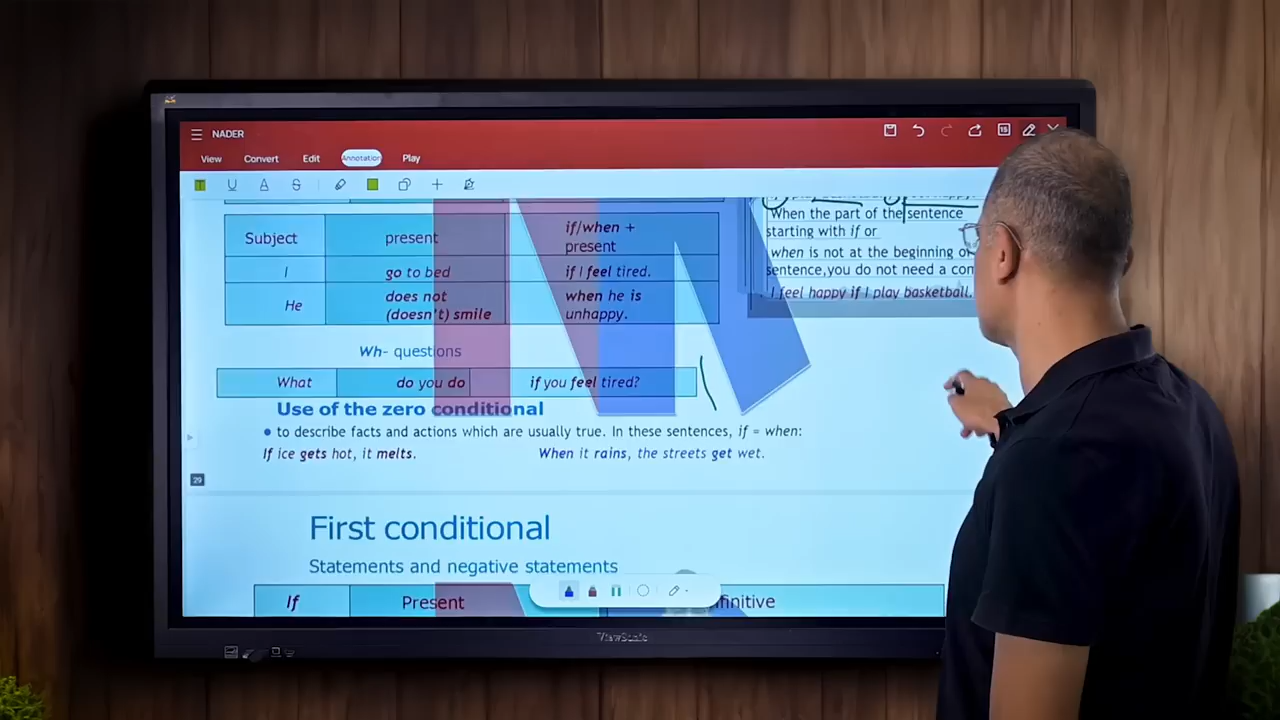 NADER
View Convert Edit Annotation Play
When the part of the sentence
starting with if or
when is not at the beginning of
sentence,you do not need a com
I feel happy if I play basketball.
Subject present if/when +
present
I go to bed if I feel tired.
He does not
(doesn't) smile when he is
unhappy.
Wh- questions
What do you do if you feel tired?
Use of the zero conditional
• to describe facts and actions which are usually true. In these sentences, if = when:
If ice gets hot, it melts. When it rains, the streets get wet.
29
First conditional
Statements and negative statements
If Present finitive
ViewSonic